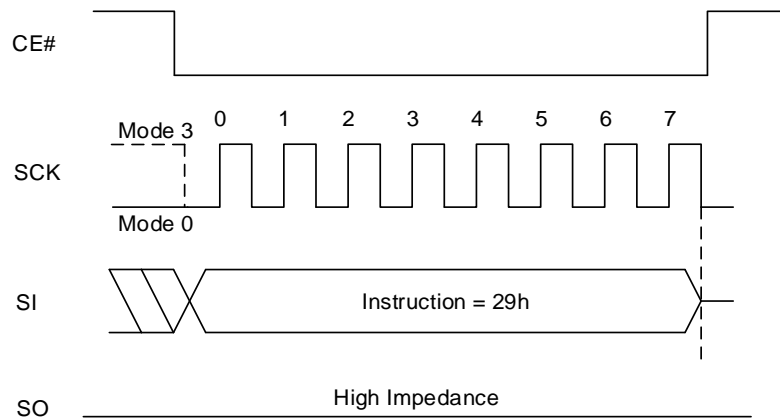 CE#
Mode 3 0 1 2 3 4 5 6 7
SCK
Mode 0
SI Instruction = 29h
SO High Impedance